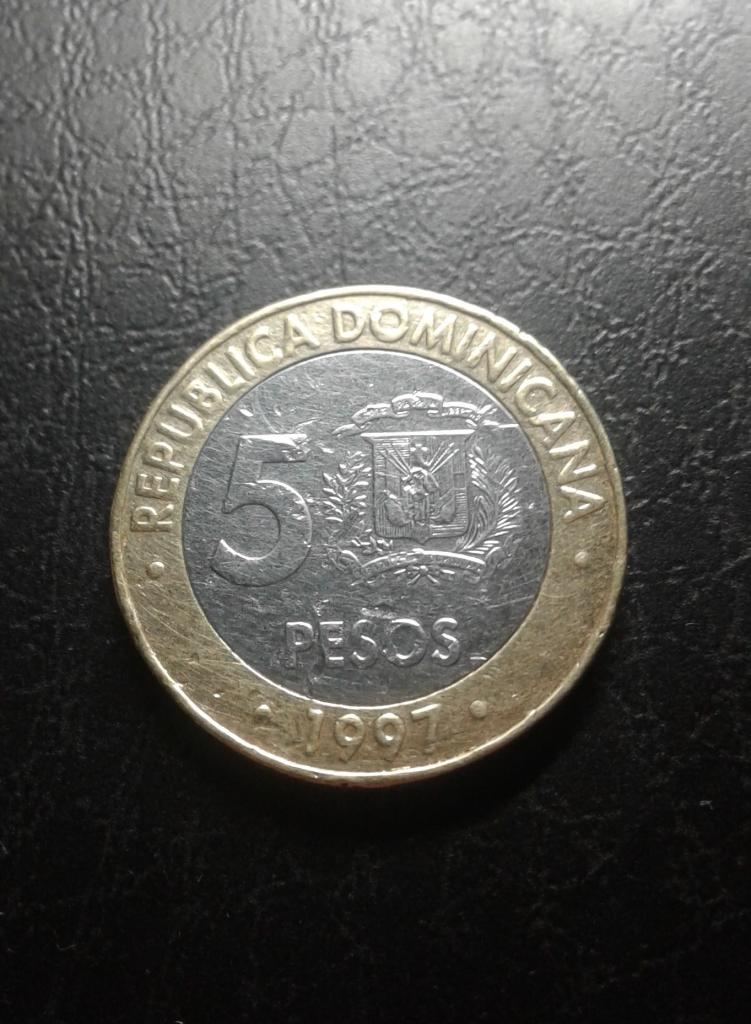 REPUBLICA DOMINICANA
5
PESOS
1997